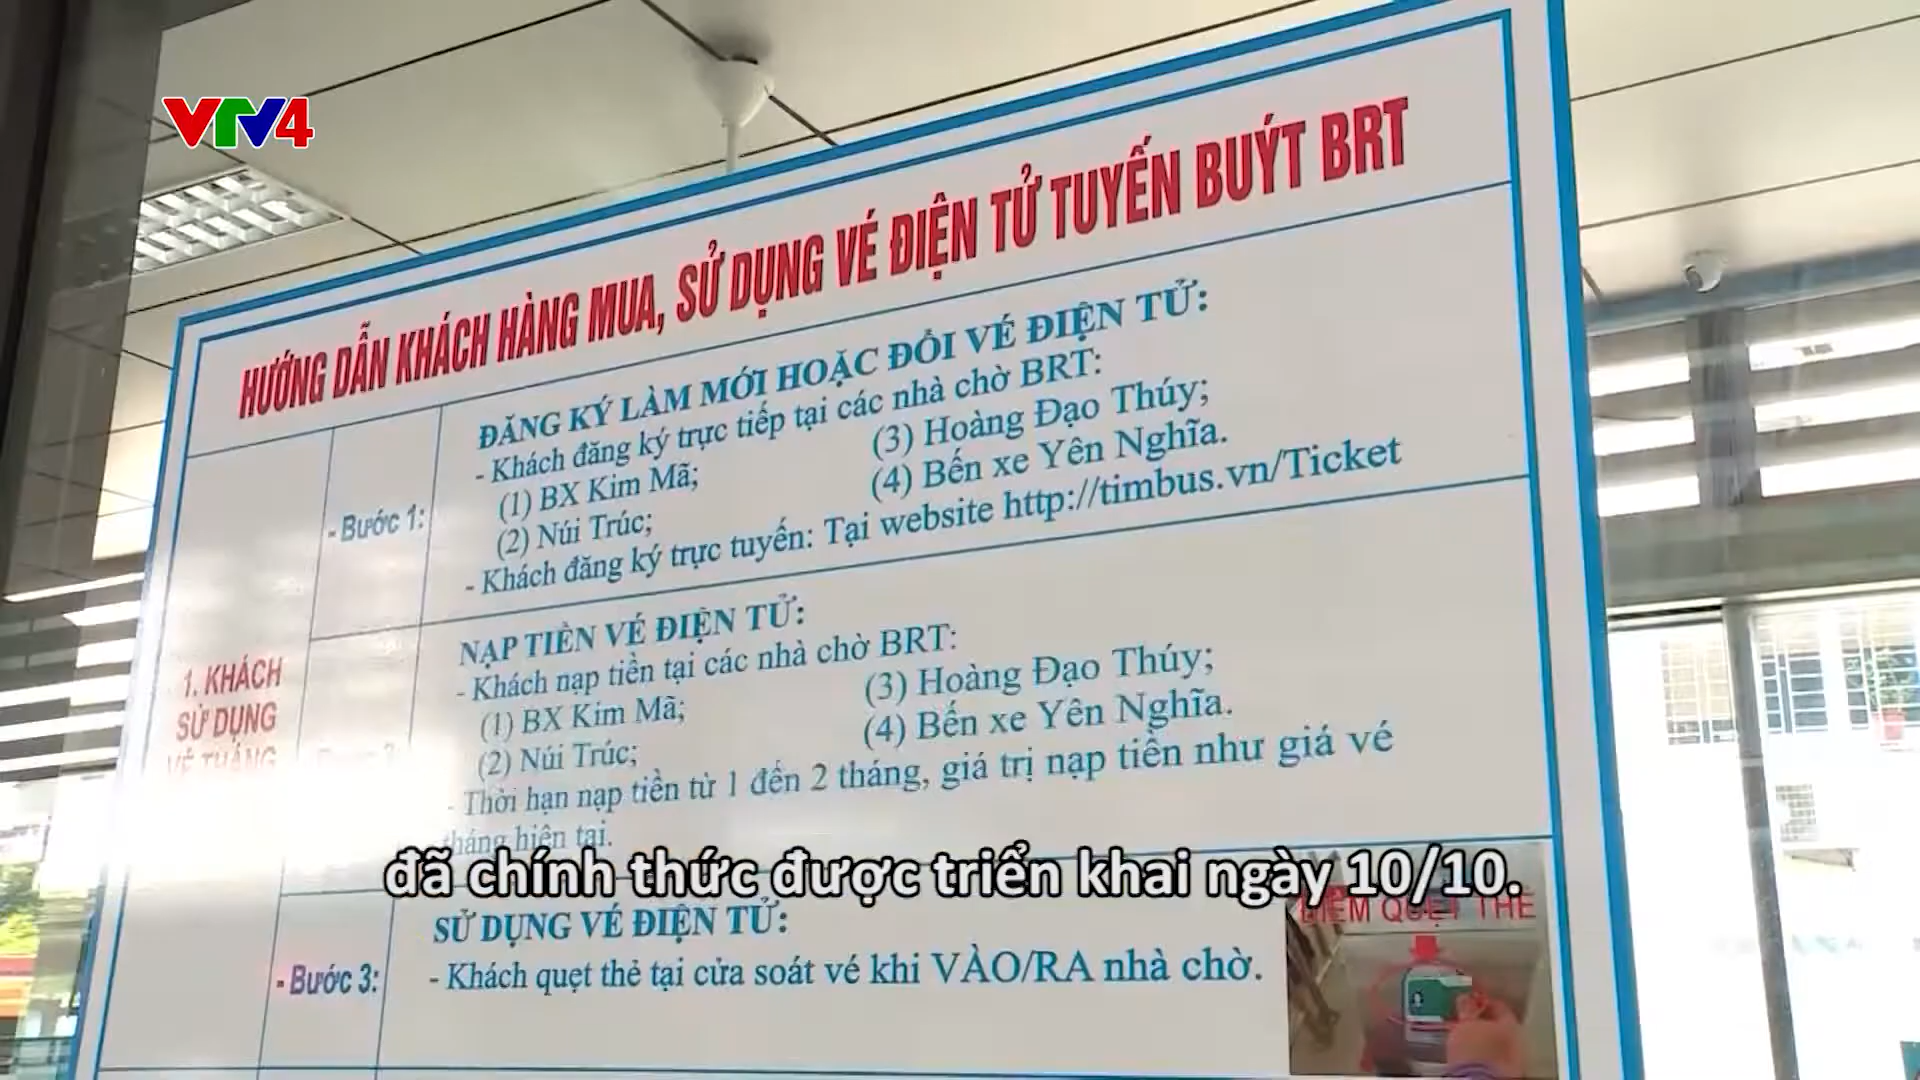 VTV4
HƯỚNG DẪN KHÁCH HÀNG MUA, SỬ DỤNG VÉ ĐIỆN TỬ TUYẾN BUÝT BRT
1. KHÁCH
SỬ DỤNG
VÉ THÁNG
- Bước 1:
ĐĂNG KÝ LÀM MỚI HOẶC ĐỔI VÉ ĐIỆN TỬ:
- Khách đăng ký trực tiếp tại các nhà chờ BRT:
(1) BX Kim Mã;
(2) Núi Trúc;
(3) Hoàng Đạo Thúy;
(4) Bến xe Yên Nghĩa.
- Khách đăng ký trực tuyến: Tại website http://timbus.vn/Ticket
NẠP TIỀN VÉ ĐIỆN TỬ:
- Khách nạp tiền tại các nhà chờ BRT:
(1) BX Kim Mã;
(2) Núi Trúc;
(3) Hoàng Đạo Thúy;
(4) Bến xe Yên Nghĩa.
- Thời hạn nạp tiền từ 1 đến 2 tháng, giá trị nạp tiền như giá vé
tháng hiện tại.
đã chính thức được triển khai ngày 10/10.
- Bước 3:
SỬ DỤNG VÉ ĐIỆN TỬ:
- Khách quẹt thẻ tại cửa soát vé khi VÀO/RA nhà chờ.
ĐIỂM QUẸT THẺ